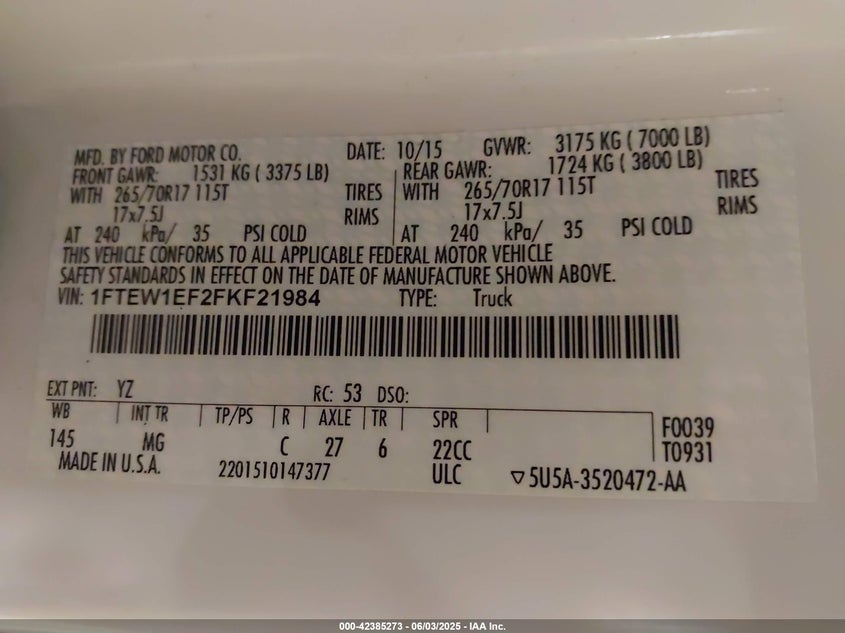 MFD. BY FORD MOTOR CO. DATE: 10/15 GVWR: 3175 KG ( 7000 LB)
FRONT GAWR: 1531 KG ( 3375 LB) REAR GAWR: 1724 KG ( 3800 LB)
WITH 265/70R17 115T TIRES WITH 265/70R17 115T TIRES
17x7.5J RIMS 17x7.5J RIMS
AT 240 kPa/ 35 PSI COLD AT 240 kPa/ 35 PSI COLD
THIS VEHICLE CONFORMS TO ALL APPLICABLE FEDERAL MOTOR VEHICLE
SAFETY STANDARDS IN EFFECT ON THE DATE OF MANUFACTURE SHOWN ABOVE.
VIN: 1FTEW1EF2FKF21984 TYPE: Truck
EXT PNT: YZ RC: 53 DSO:
WB INT TR TP/PS R AXLE TR SPR F0039
145 MG C 27 6 22CC T0931
MADE IN U.S.A. 2201510147377 ULC ▽5U5A-3520472-AA
000-42385273 - 06/03/2025 - IAA Inc.